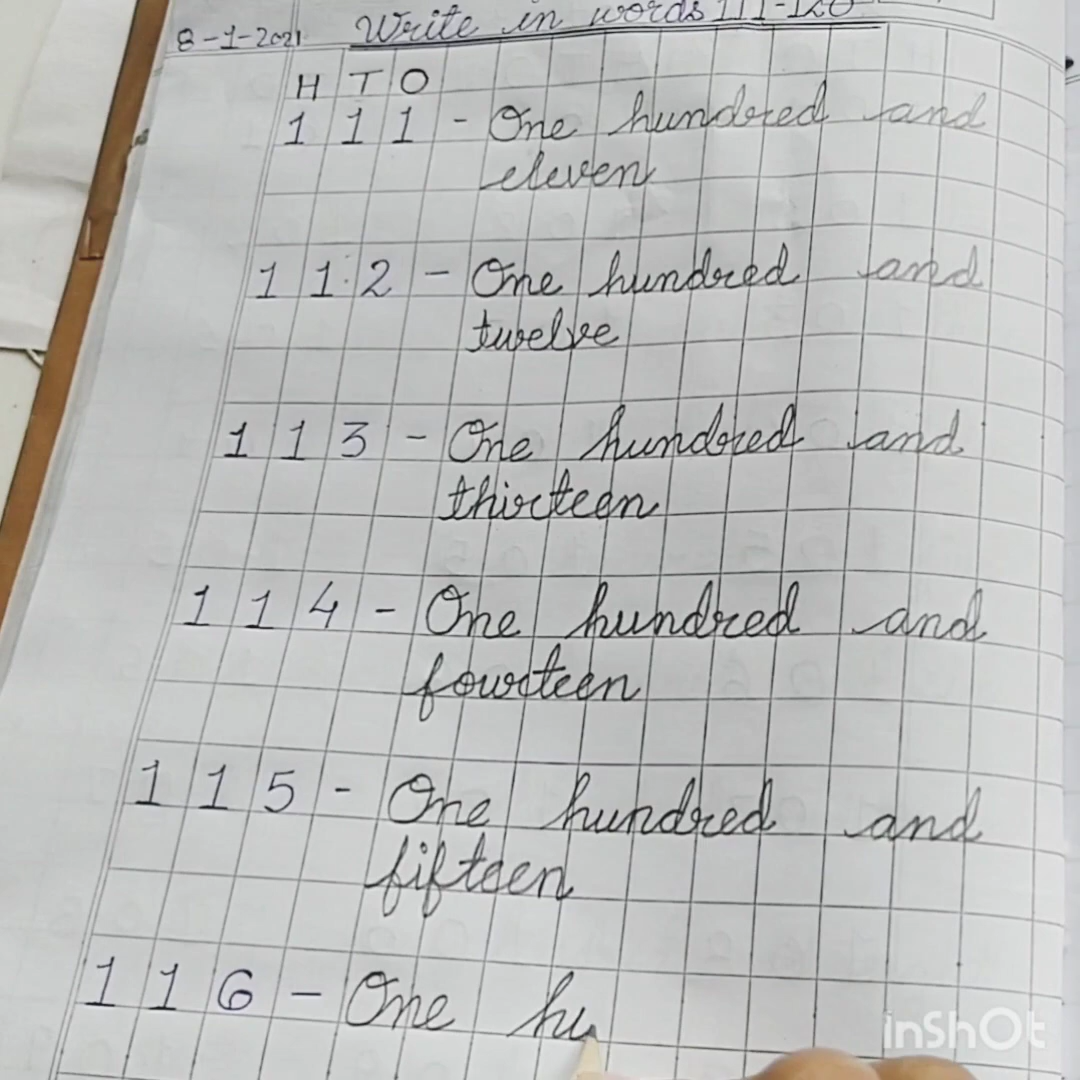 8-1-2021 Write in words 111-120
H T O
1 1 1 - One hundred and
eleven
1 1 2 - One hundred and
twelve
1 1 3 - One hundred and
thirteen
1 1 4 - One hundred and
fourteen
1 1 5 - One hundred and
fifteen
1 1 6 - One hu
inShOt